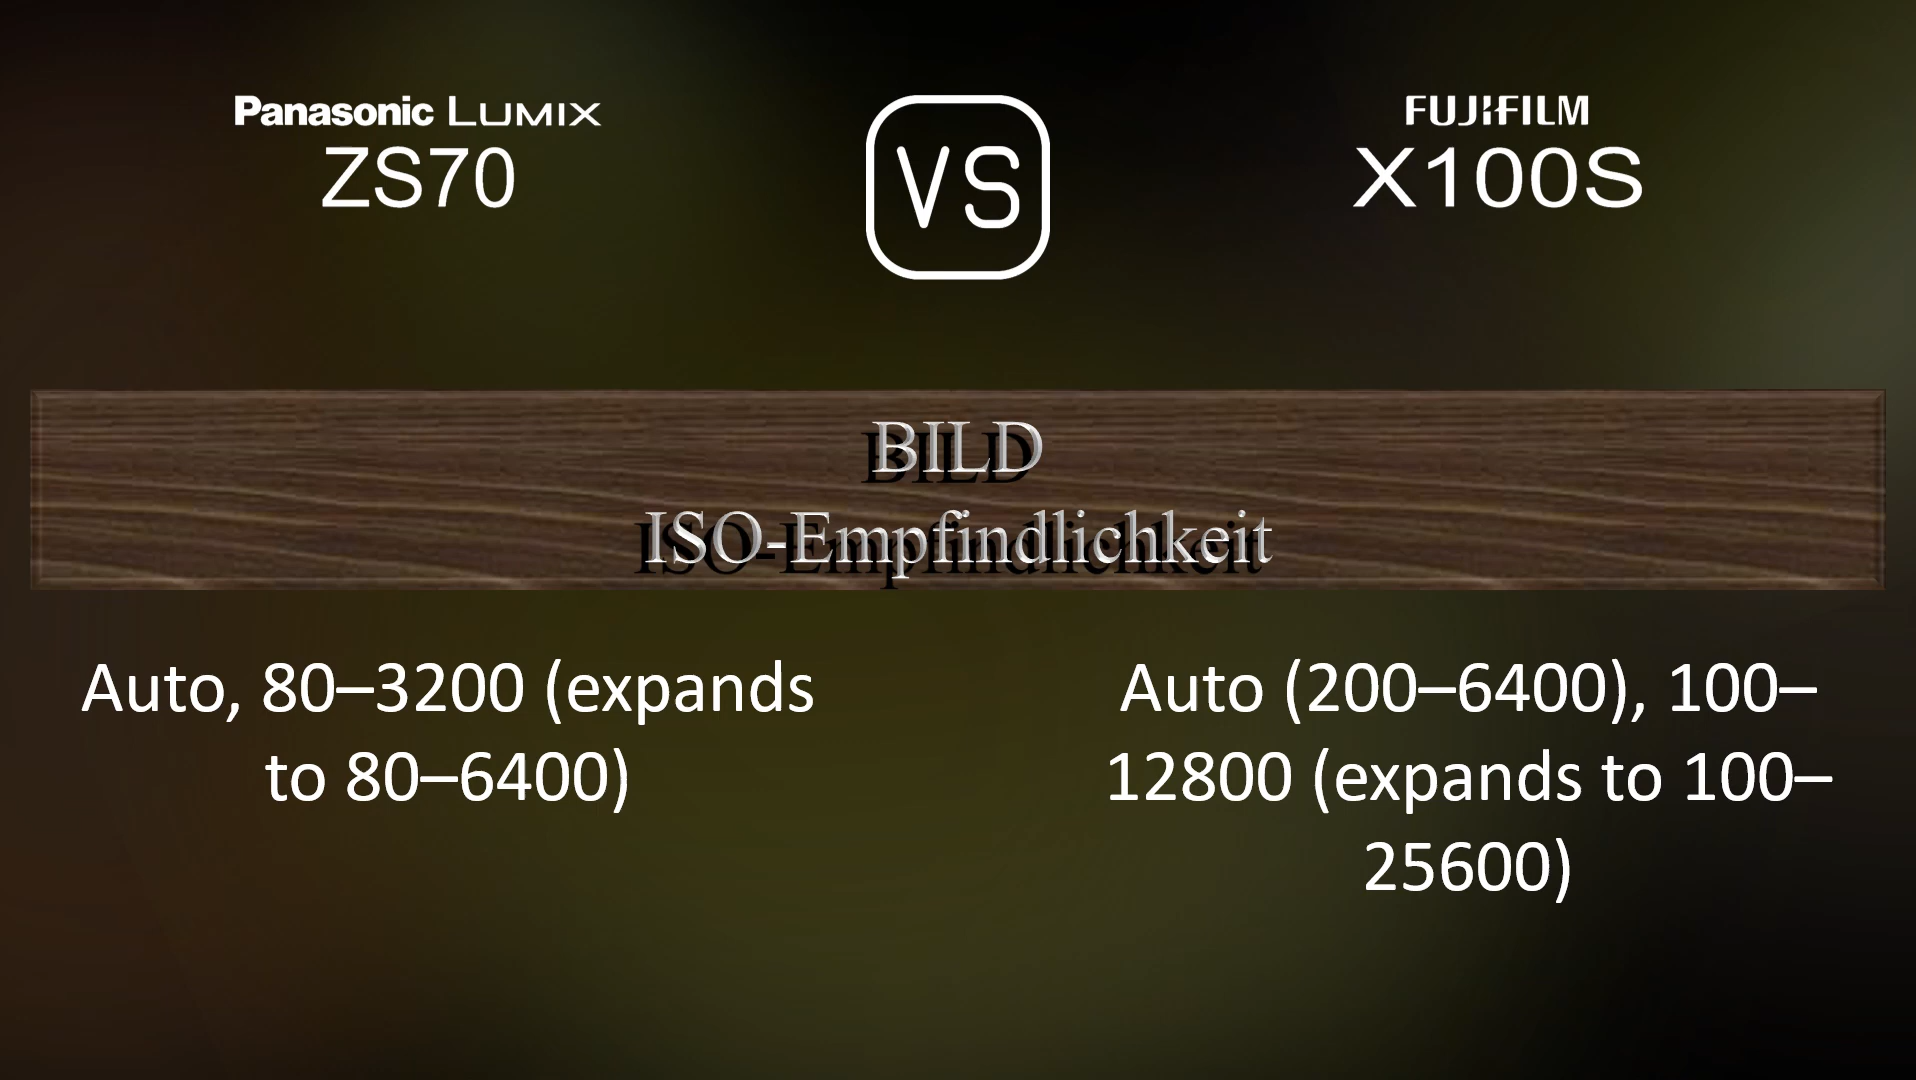 Panasonic LUMIX
ZS70
VS
FUJIFILM
X100S
BILD
ISO-Empfindlichkeit
Auto, 80–3200 (expands
to 80–6400)
Auto (200–6400), 100–
12800 (expands to 100–
25600)